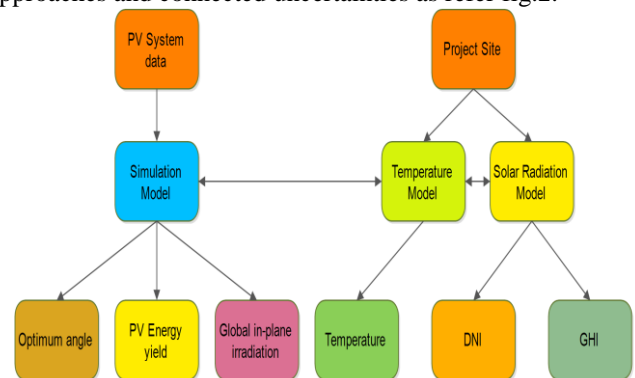 approaches and connected uncertainties as refer fig.2.
PV System
data
Project Site
Simulation
Model
Temperature
Model
Solar Radiation
Model
Optimum angle
PV Energy
yield
Global in-plane
irradiation
Temperature
DNI
GHI